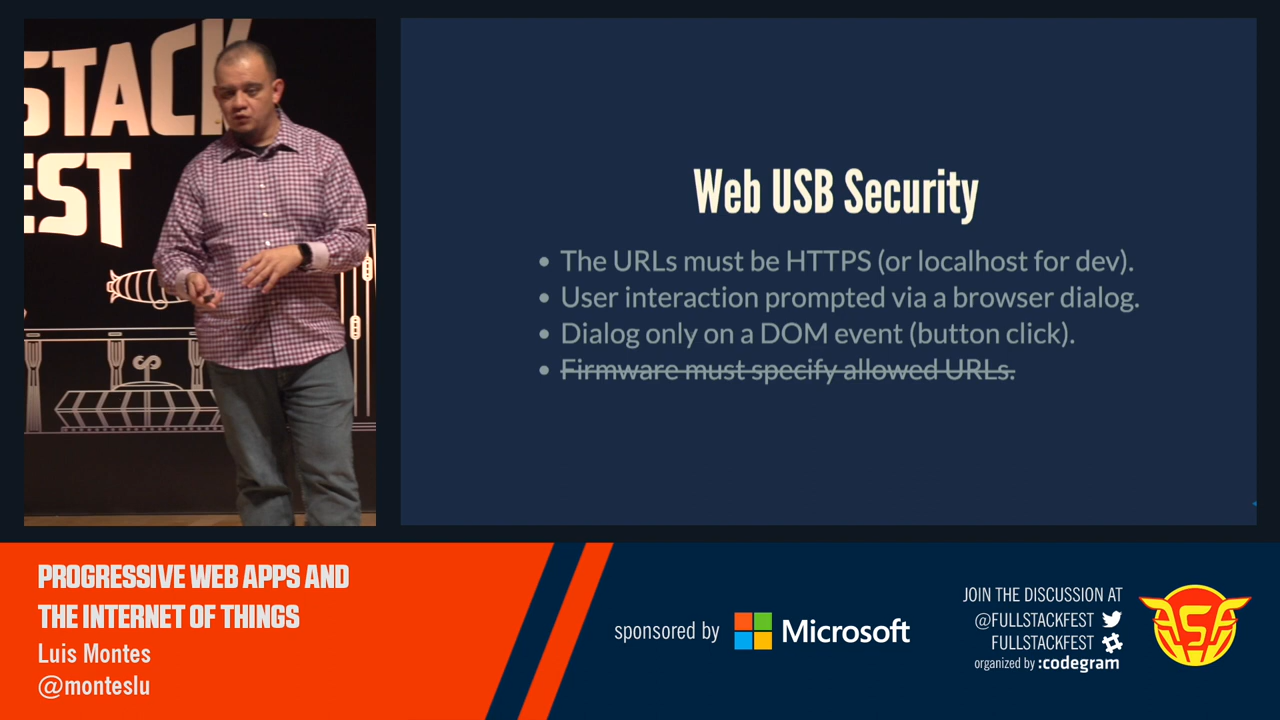 STACK
EST
Web USB Security
• The URLs must be HTTPS (or localhost for dev).
• User interaction prompted via a browser dialog.
• Dialog only on a DOM event (button click).
• Firmware must specify allowed URLs.
PROGRESSIVE WEB APPS AND
THE INTERNET OF THINGS
Luis Montes
@monteslu
sponsored by Microsoft
JOIN THE DISCUSSION AT
@FULLSTACKFEST
FULLSTACKFEST
organized by :codegram
FSF